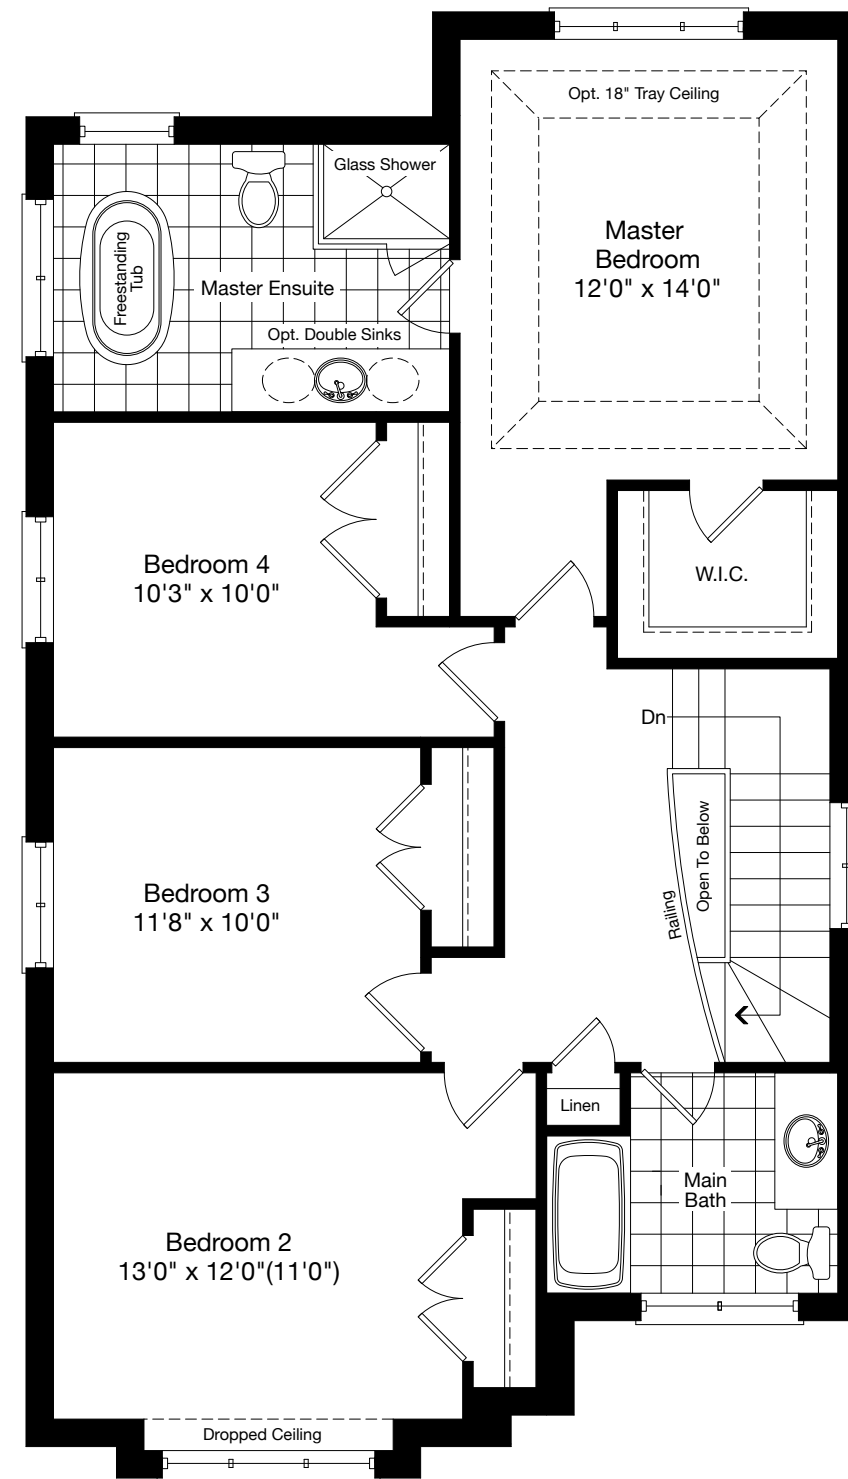 Opt. 18" Tray Ceiling
Glass Shower
Master
Bedroom
12'0" x 14'0"
Freestanding
Tub
Master Ensuite
Opt. Double Sinks
Bedroom 4
10'3" x 10'0"
W.I.C.
Dn
Open To Below
Railing
Bedroom 3
11'8" x 10'0"
Linen
Main
Bath
Bedroom 2
13'0" x 12'0"(11'0")
Dropped Ceiling